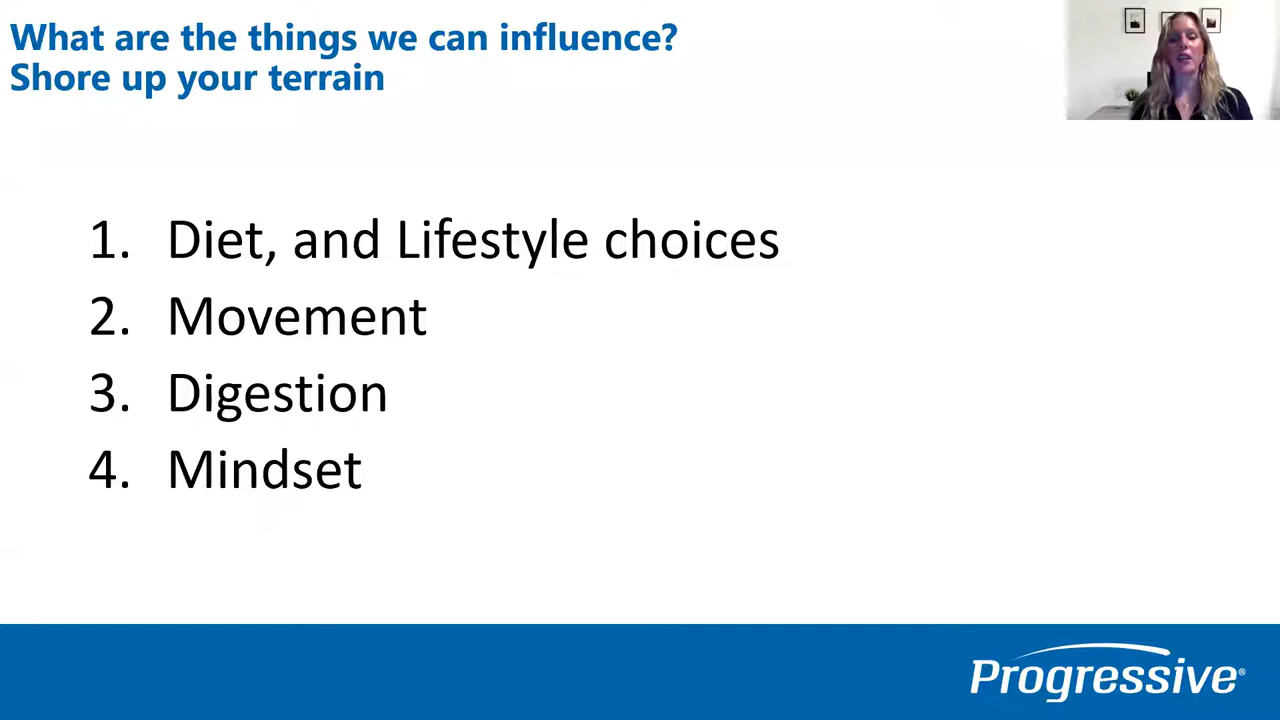 What are the things we can influence?
Shore up your terrain
1. Diet, and Lifestyle choices
2. Movement
3. Digestion
4. Mindset
Progressive®